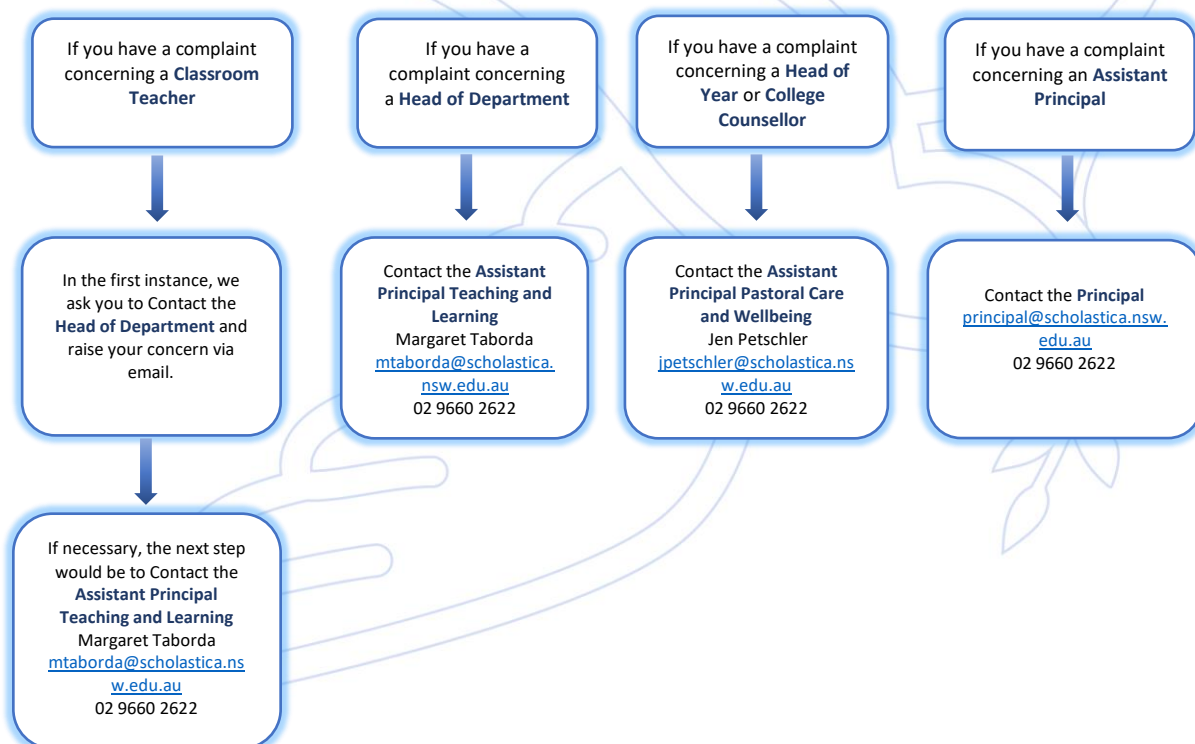 If you have a complaint
concerning a Classroom
Teacher
If you have a
complaint concerning
a Head of Department
If you have a complaint
concerning a Head of
Year or College
Counsellor
If you have a complaint
concerning an Assistant
Principal
In the first instance, we
ask you to Contact the
Head of Department and
raise your concern via
email.
Contact the Assistant
Principal Teaching and
Learning
Margaret Taborda
mtaborda@scholastica.
nsw.edu.au
02 9660 2622
Contact the Assistant
Principal Pastoral Care
and Wellbeing
Jen Petschler
jpetschler@scholastica.ns
w.edu.au
02 9660 2622
Contact the Principal
principal@scholastica.nsw.
edu.au
02 9660 2622
If necessary, the next step
would be to Contact the
Assistant Principal
Teaching and Learning
Margaret Taborda
mtaborda@scholastica.ns
w.edu.au
02 9660 2622